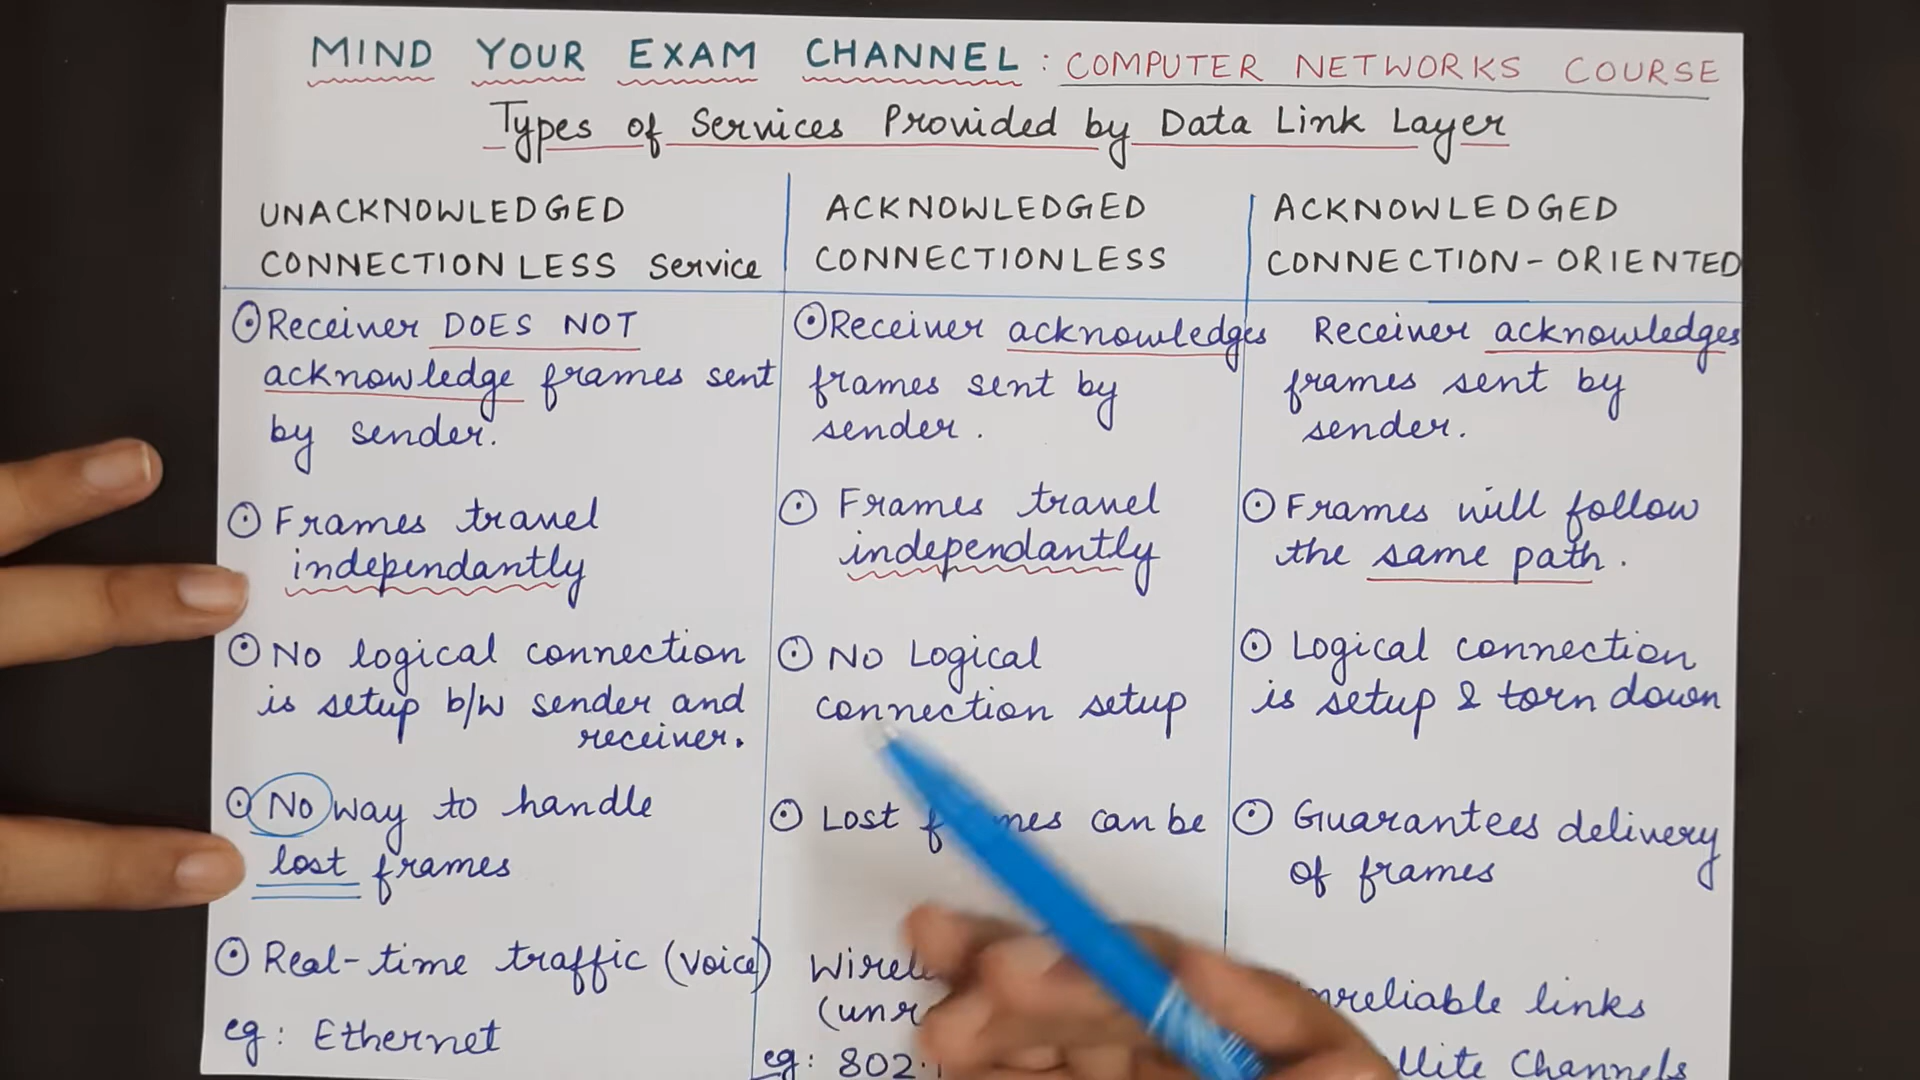 MIND YOUR EXAM CHANNEL : COMPUTER NETWORKS COURSE
Types of Services Provided by Data Link Layer
UNACKNOWLEDGED
CONNECTIONLESS Service
Receiver DOES NOT
acknowledge frames sent
by sender.
Frames travel
independantly
No logical connection
is setup b/w sender and
receiver.
No way to handle
lost frames
Real-time traffic (voice)
eg: Ethernet
ACKNOWLEDGED
CONNECTIONLESS
Receiver acknowledges
frames sent by
sender.
Frames travel
independantly
No Logical
connection setup
Lost can be
eg: 802.
ACKNOWLEDGED
CONNECTION-ORIENTED
Receiver acknowledges
frames sent by
sender.
Frames will follow
the same path.
Logical connection
is setup & torn down
Guarantees delivery
of frames
links
Channels